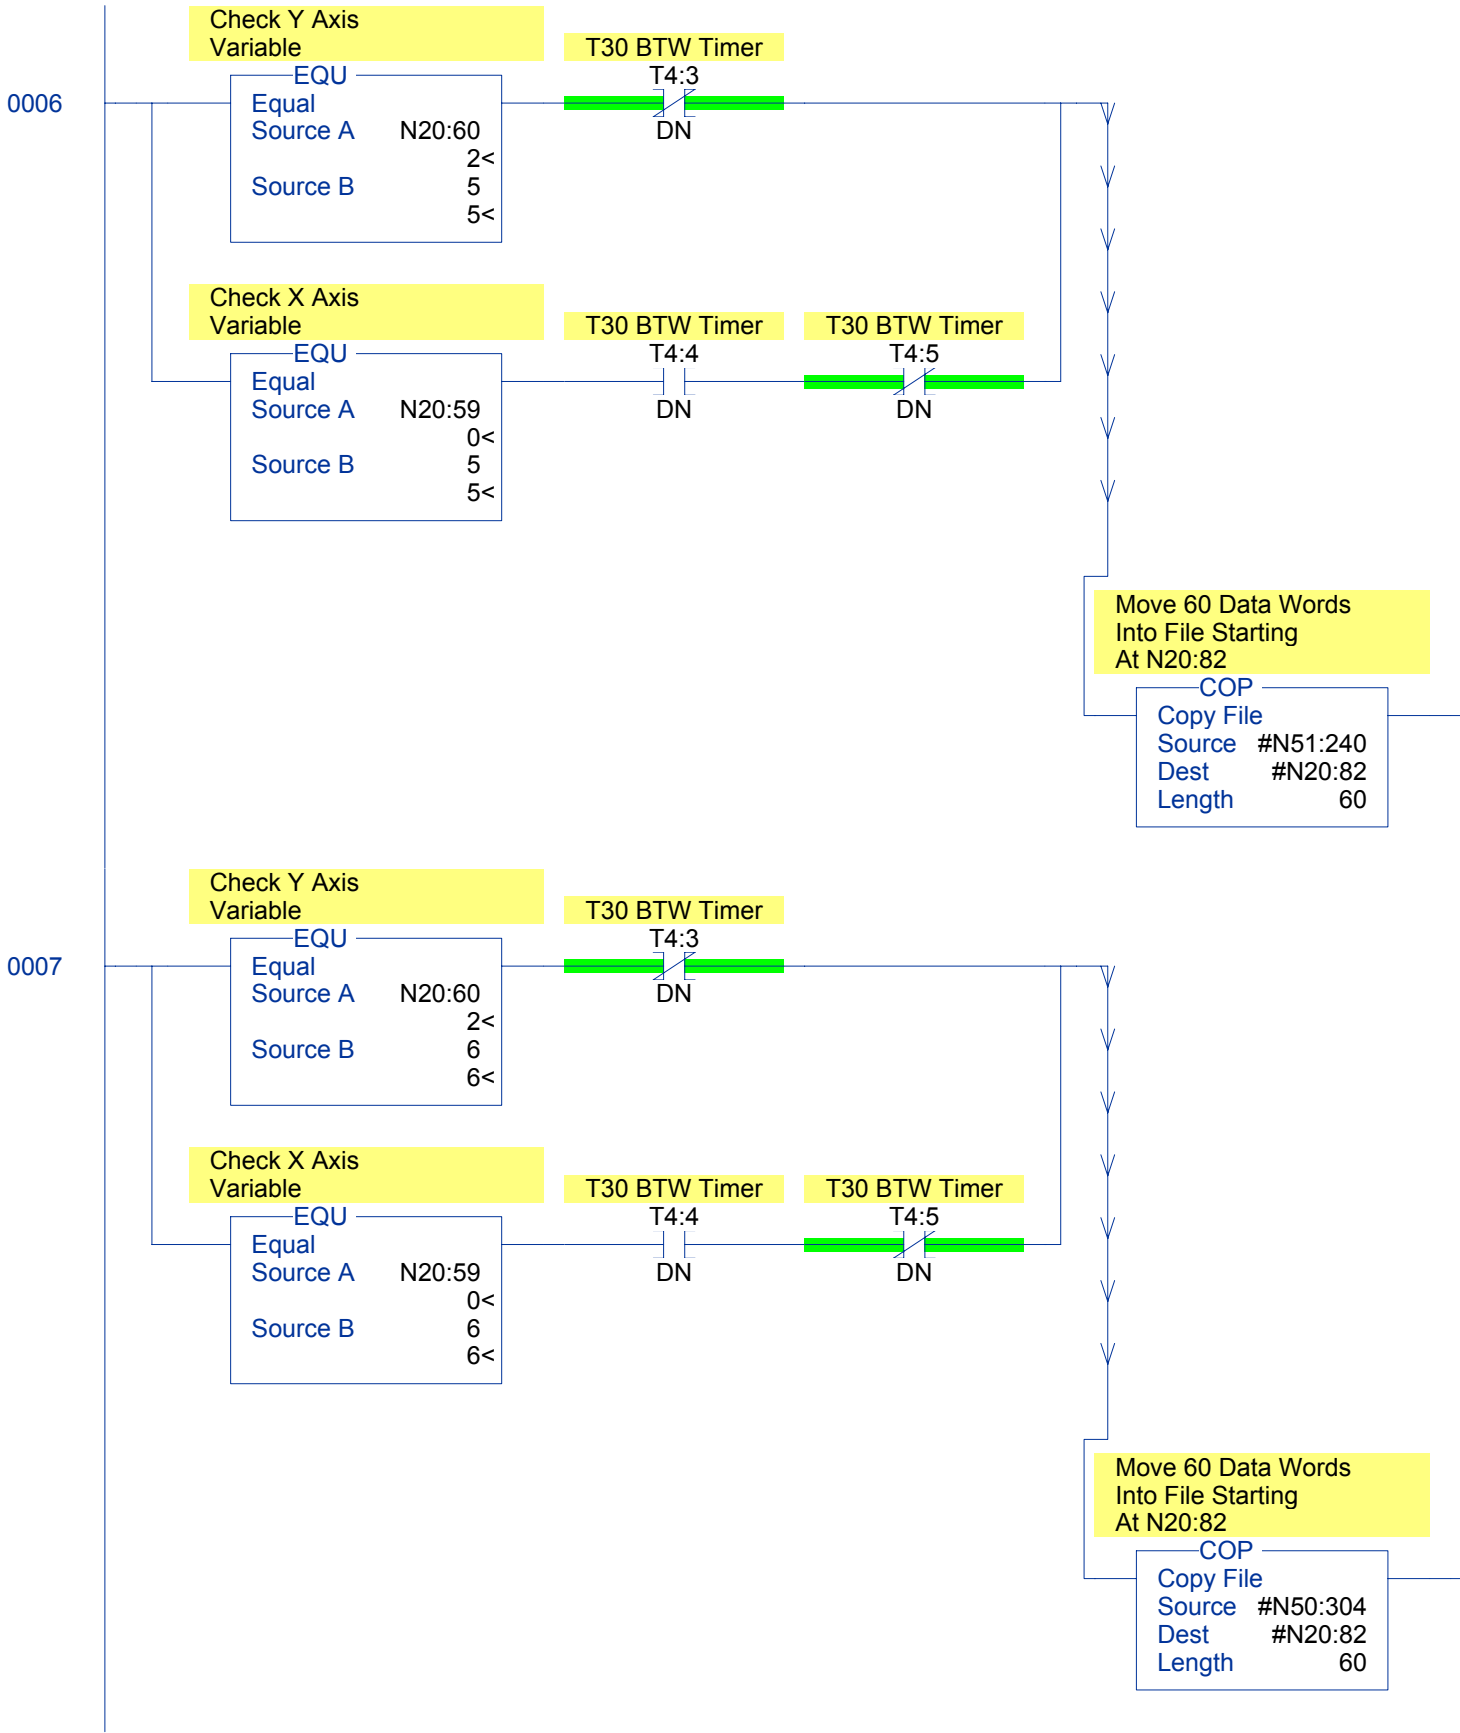 Check Y Axis
Variable
T30 BTW Timer
0006
EQU
Equal
Source A N20:60
2<
Source B 5
5<
T4:3
DN
Check X Axis
Variable
T30 BTW Timer
T30 BTW Timer
EQU
Equal
Source A N20:59
0<
Source B 5
5<
T4:4
DN
T4:5
DN
Move 60 Data Words
Into File Starting
At N20:82
COP
Copy File
Source #N51:240
Dest #N20:82
Length 60
Check Y Axis
Variable
T30 BTW Timer
0007
EQU
Equal
Source A N20:60
2<
Source B 6
6<
T4:3
DN
Check X Axis
Variable
T30 BTW Timer
T30 BTW Timer
EQU
Equal
Source A N20:59
0<
Source B 6
6<
T4:4
DN
T4:5
DN
Move 60 Data Words
Into File Starting
At N20:82
COP
Copy File
Source #N50:304
Dest #N20:82
Length 60